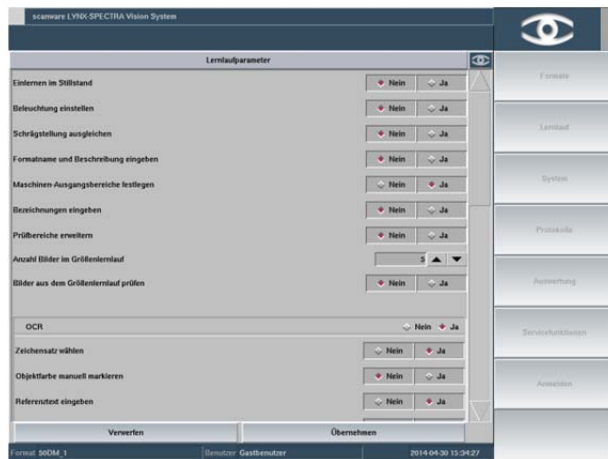 scanware LYNX-SPECTRA Vision System
Lernlaufparameter
Einlernen im Stillstand Nein Ja
Beleuchtung einstellen Nein Ja
Schrägstellung ausgleichen Nein Ja
Formatname und Beschreibung eingeben Nein Ja
Maschinen-Ausgangsbereiche festlegen Nein Ja
Bezeichnungen eingeben Nein Ja
Prüfbereiche erweitern Nein Ja
Anzahl Bilder im Größenlernlauf 5
Bilder aus dem Größenlernlauf prüfen Nein Ja
OCR Nein Ja
Zeichensatz wählen Nein Ja
Objektfarbe manuell markieren Nein Ja
Referenztext eingeben Nein Ja
Verwerfen Übernehmen
Format 50DM_1 Benutzer Gastbenutzer 2014-04-30 15:34:27
Formate
Lernlauf
System
Protokolle
Auswertung
Servicefunktionen
Anmelden